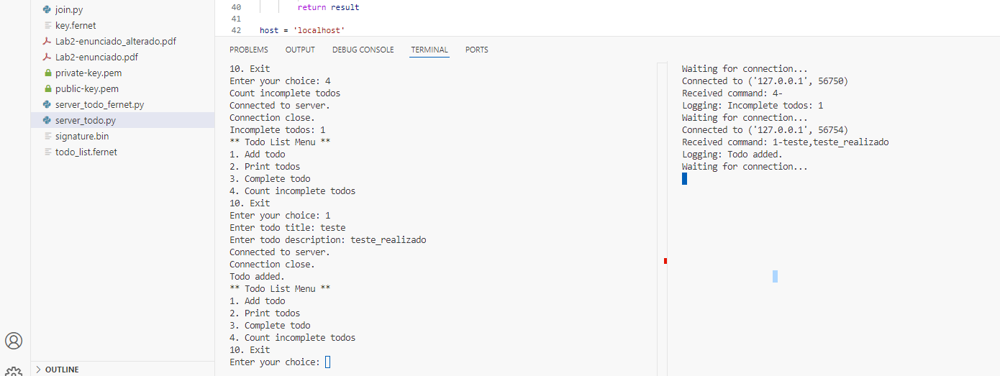 join.py
key.fernet
Lab2-enunciado_alterado.pdf
Lab2-enunciado.pdf
private-key.pem
public-key.pem
server_todo_fernet.py
server_todo.py
signature.bin
todo_list.fernet
OUTLINE
40 return result
41
42 host = 'localhost'
PROBLEMS OUTPUT DEBUG CONSOLE TERMINAL PORTS
10. Exit
Enter your choice: 4
Count incomplete todos
Connected to server.
Connection close.
Incomplete todos: 1
** Todo List Menu **
1. Add todo
2. Print todos
3. Complete todo
4. Count incomplete todos
10. Exit
Enter your choice: 1
Enter todo title: teste
Enter todo description: teste_realizado
Connected to server.
Connection close.
Todo added.
** Todo List Menu **
1. Add todo
2. Print todos
3. Complete todo
4. Count incomplete todos
10. Exit
Enter your choice:
Waiting for connection...
Connected to ('127.0.0.1', 56750)
Received command: 4-
Logging: Incomplete todos: 1
Waiting for connection...
Connected to ('127.0.0.1', 56754)
Received command: 1-teste,teste_realizado
Logging: Todo added.
Waiting for connection...